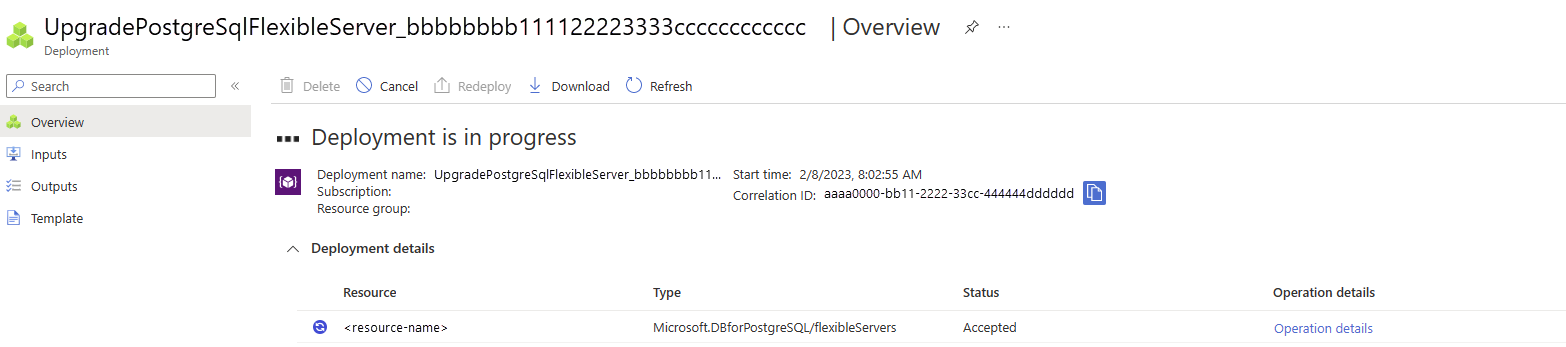 UpgradePostgreSqlFlexibleServer_bbbbbbbb111122223333cccccccccccc | Overview ...
Deployment
Search «
Delete Cancel Redeploy Download Refresh
Overview
Inputs
Outputs
Template
Deployment is in progress
Deployment name: UpgradePostgreSqlFlexibleServer_bbbbbbbbb11... Start time: 2/8/2023, 8:02:55 AM
Subscription: Correlation ID: aaaa0000-bb11-2222-33cc-444444dddddd
Resource group:
Deployment details
Resource Type Status Operation details
<resource-name> Microsoft.DBforPostgreSQL/flexibleServers Accepted Operation details